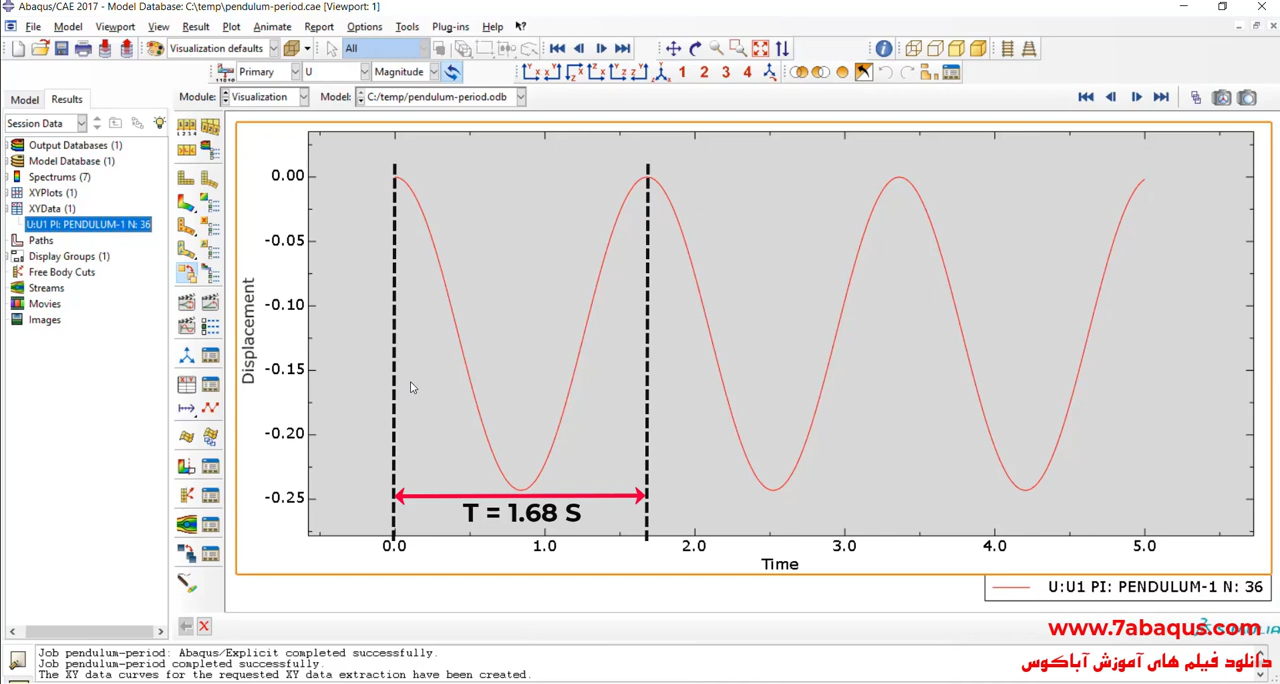 Abaqus/CAE 2017 - Model Database: C:\temp\pendulum-period.cae [Viewport: 1]
File Model Viewport View Result Plot Animate Report Options Tools Plug-ins Help
Visualization defaults All
Primary U Magnitude 1 2 3 4
Model Results
Module: Visualization Model: C:/temp/pendulum-period.odb
Session Data
Output Databases (1)
Model Database (1)
Spectrums (7)
XYPlots (1)
XYData (1)
U:U1 PI: PENDULUM-1 N: 36
Paths
Display Groups (1)
Free Body Cuts
Streams
Movies
Images
Displacement
0.00
-0.05
-0.10
-0.15
-0.20
-0.25
T = 1.68 S
0.0 1.0 2.0 3.0 4.0 5.0
Time
U:U1 PI: PENDULUM-1 N: 36
www.7abaqus.com
دانلود فیلم های آموزش آباکوس
Job pendulum-period: Abaqus/Explicit completed successfully.
Job pendulum-period completed successfully.
The XY data curves for the requested XY data extraction have been created.